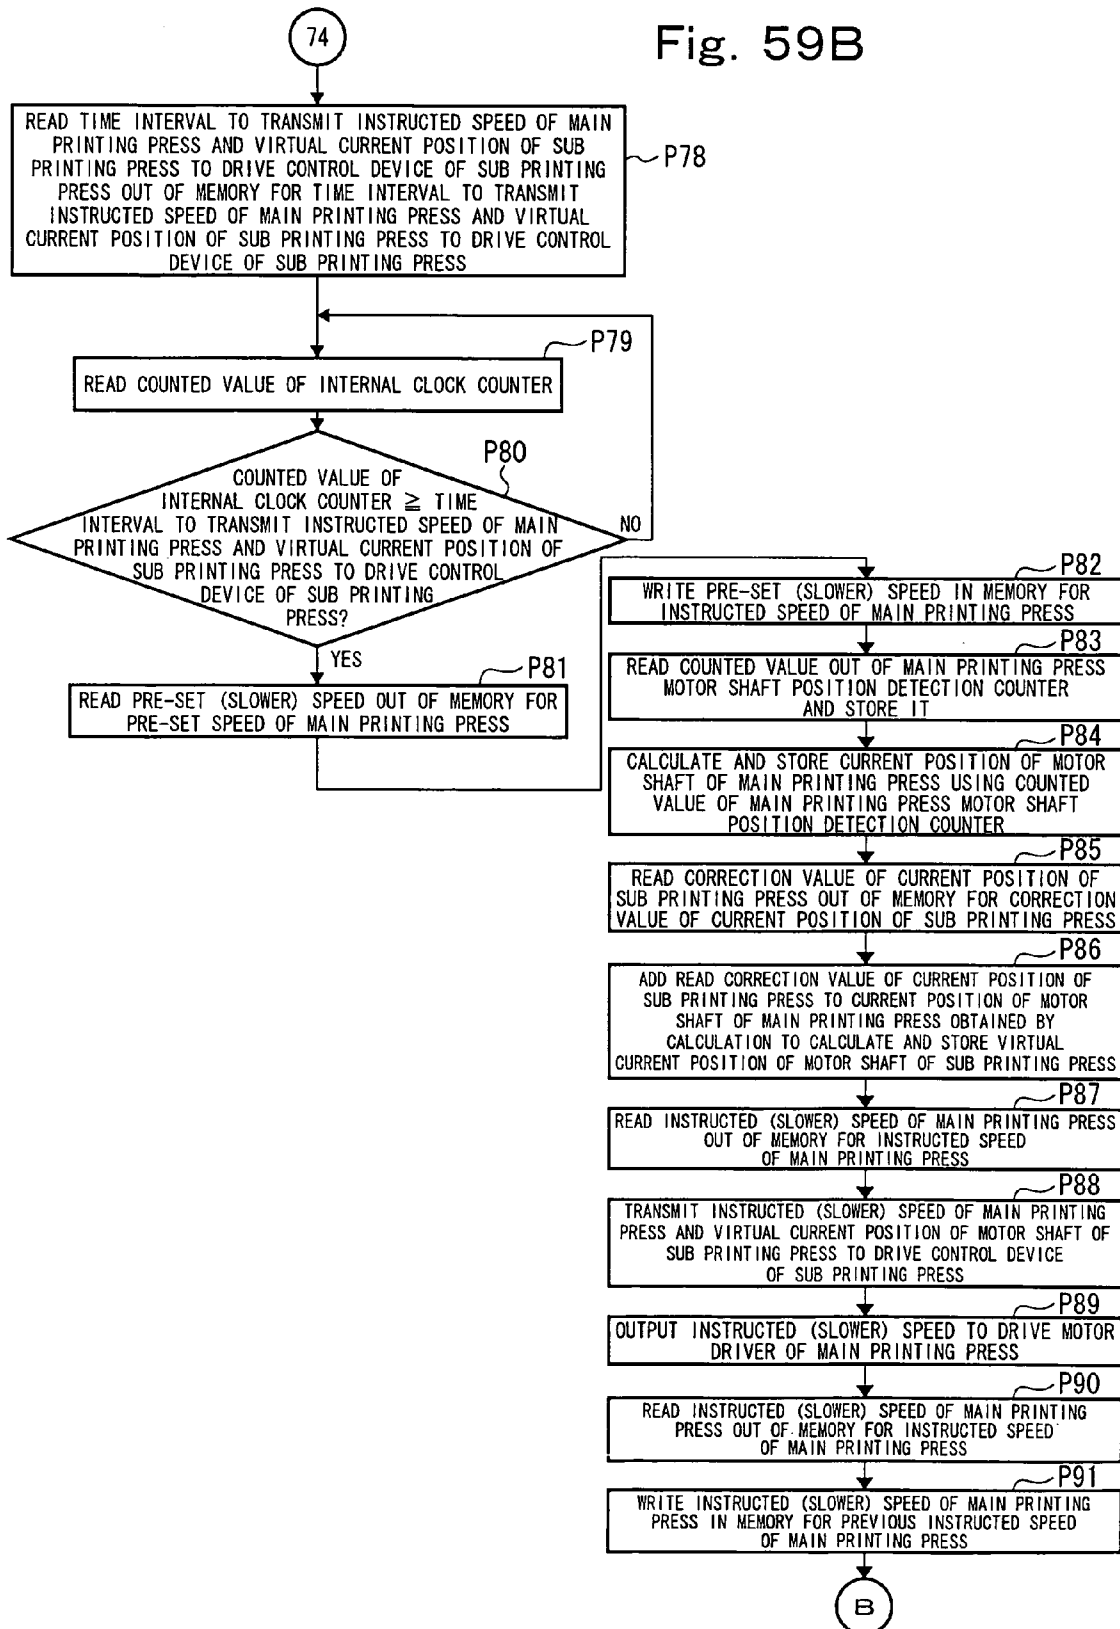 74
Fig. 59B
READ TIME INTERVAL TO TRANSMIT INSTRUCTED SPEED OF MAIN
PRINTING PRESS AND VIRTUAL CURRENT POSITION OF SUB
PRINTING PRESS TO DRIVE CONTROL DEVICE OF SUB PRINTING
PRESS OUT OF MEMORY FOR TIME INTERVAL TO TRANSMIT
INSTRUCTED SPEED OF MAIN PRINTING PRESS AND VIRTUAL
CURRENT POSITION OF SUB PRINTING PRESS TO DRIVE CONTROL
DEVICE OF SUB PRINTING PRESS
P78
P79
READ COUNTED VALUE OF INTERNAL CLOCK COUNTER
P80
COUNTED VALUE OF
INTERNAL CLOCK COUNTER ≧ TIME
INTERVAL TO TRANSMIT INSTRUCTED SPEED OF MAIN
PRINTING PRESS AND VIRTUAL CURRENT POSITION OF
SUB PRINTING PRESS TO DRIVE CONTROL
DEVICE OF SUB PRINTING
PRESS?
NO
YES
P81
READ PRE-SET (SLOWER) SPEED OUT OF MEMORY FOR
PRE-SET SPEED OF MAIN PRINTING PRESS
P82
WRITE PRE-SET (SLOWER) SPEED IN MEMORY FOR
INSTRUCTED SPEED OF MAIN PRINTING PRESS
P83
READ COUNTED VALUE OUT OF MAIN PRINTING PRESS
MOTOR SHAFT POSITION DETECTION COUNTER
AND STORE IT
P84
CALCULATE AND STORE CURRENT POSITION OF MOTOR
SHAFT OF MAIN PRINTING PRESS USING COUNTED
VALUE OF MAIN PRINTING PRESS MOTOR SHAFT
POSITION DETECTION COUNTER
P85
READ CORRECTION VALUE OF CURRENT POSITION OF
SUB PRINTING PRESS OUT OF MEMORY FOR CORRECTION
VALUE OF CURRENT POSITION OF SUB PRINTING PRESS
P86
ADD READ CORRECTION VALUE OF CURRENT POSITION OF
SUB PRINTING PRESS TO CURRENT POSITION OF MOTOR
SHAFT OF MAIN PRINTING PRESS OBTAINED BY
CALCULATION TO CALCULATE AND STORE VIRTUAL
CURRENT POSITION OF MOTOR SHAFT OF SUB PRINTING PRESS
P87
READ INSTRUCTED (SLOWER) SPEED OF MAIN PRINTING PRESS
OUT OF MEMORY FOR INSTRUCTED SPEED
OF MAIN PRINTING PRESS
P88
TRANSMIT INSTRUCTED (SLOWER) SPEED OF MAIN PRINTING
PRESS AND VIRTUAL CURRENT POSITION OF MOTOR SHAFT OF
SUB PRINTING PRESS TO DRIVE CONTROL DEVICE
OF SUB PRINTING PRESS
P89
OUTPUT INSTRUCTED (SLOWER) SPEED TO DRIVE MOTOR
DRIVER OF MAIN PRINTING PRESS
P90
READ INSTRUCTED (SLOWER) SPEED OF MAIN PRINTING
PRESS OUT OF MEMORY FOR INSTRUCTED SPEED
OF MAIN PRINTING PRESS
P91
WRITE INSTRUCTED (SLOWER) SPEED OF MAIN PRINTING
PRESS IN MEMORY FOR PREVIOUS INSTRUCTED SPEED
OF MAIN PRINTING PRESS
B